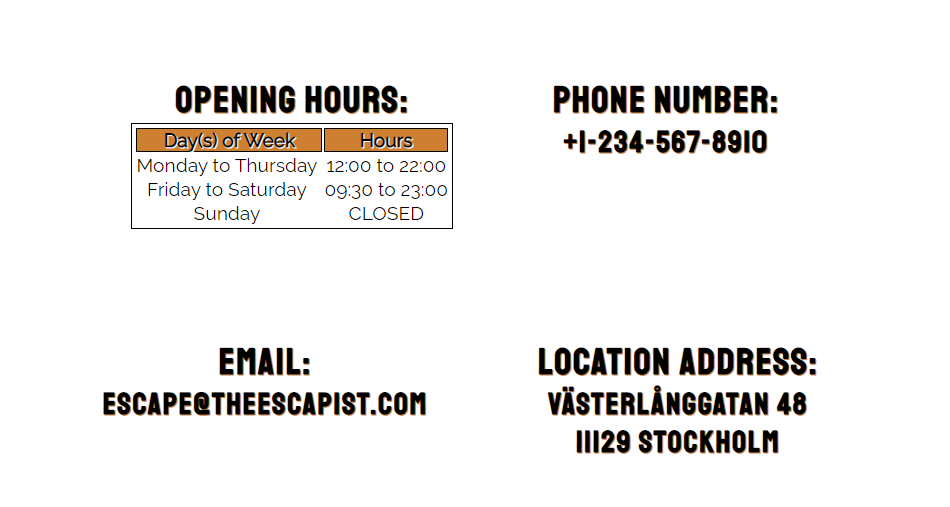 OPENING HOURS:
Day(s) of Week Hours
Monday to Thursday 12:00 to 22:00
Friday to Saturday 09:30 to 23:00
Sunday CLOSED
PHONE NUMBER:
+1-234-567-8910
EMAIL:
ESCAPE@THEESCAPIST.COM
LOCATION ADDRESS:
VÄSTERLÅNGGATAN 48
11129 STOCKHOLM